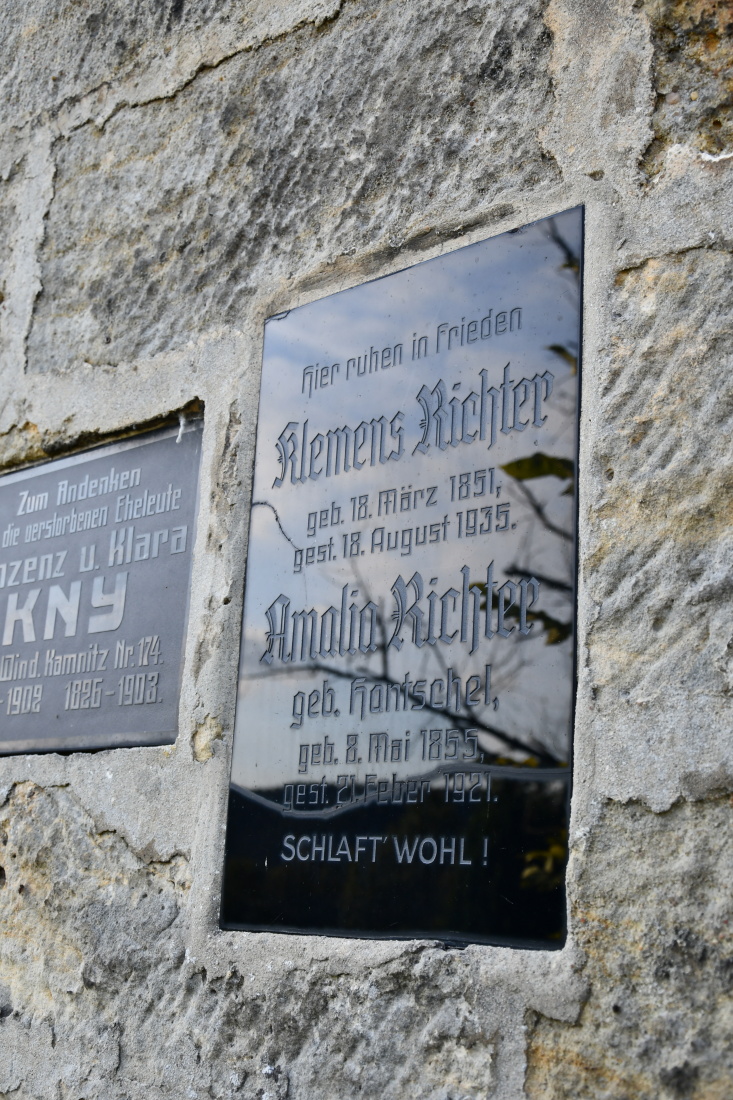 Zum Andenken
die verstorbenen Eheleute
u. Klara
KNY
Wind. Kamnitz Nr. 174.
-1902 1826-1903.
Hier ruhen in Frieden
Klemens Richter
geb. 18. März 1851,
gest. 18. August 1935.
Amalia Richter
geb. Hantschel,
geb. 8. Mai 1855,
gest. 21. Feber 1921.
SCHLAFT' WOHL !